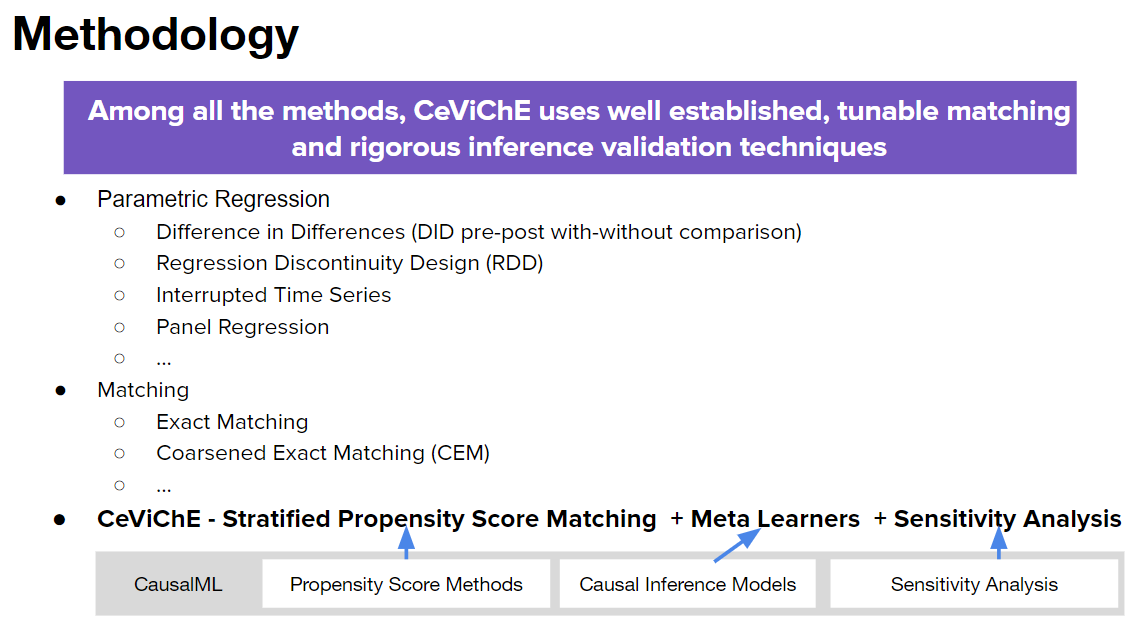 Methodology
Among all the methods, CeViChE uses well established, tunable matching
and rigorous inference validation techniques
● Parametric Regression
○ Difference in Differences (DID pre-post with-without comparison)
○ Regression Discontinuity Design (RDD)
○ Interrupted Time Series
○ Panel Regression
○ ...
● Matching
○ Exact Matching
○ Coarsened Exact Matching (CEM)
○ ...
● CeViChE - Stratified Propensity Score Matching + Meta Learners + Sensitivity Analysis
CausalML Propensity Score Methods Causal Inference Models Sensitivity Analysis